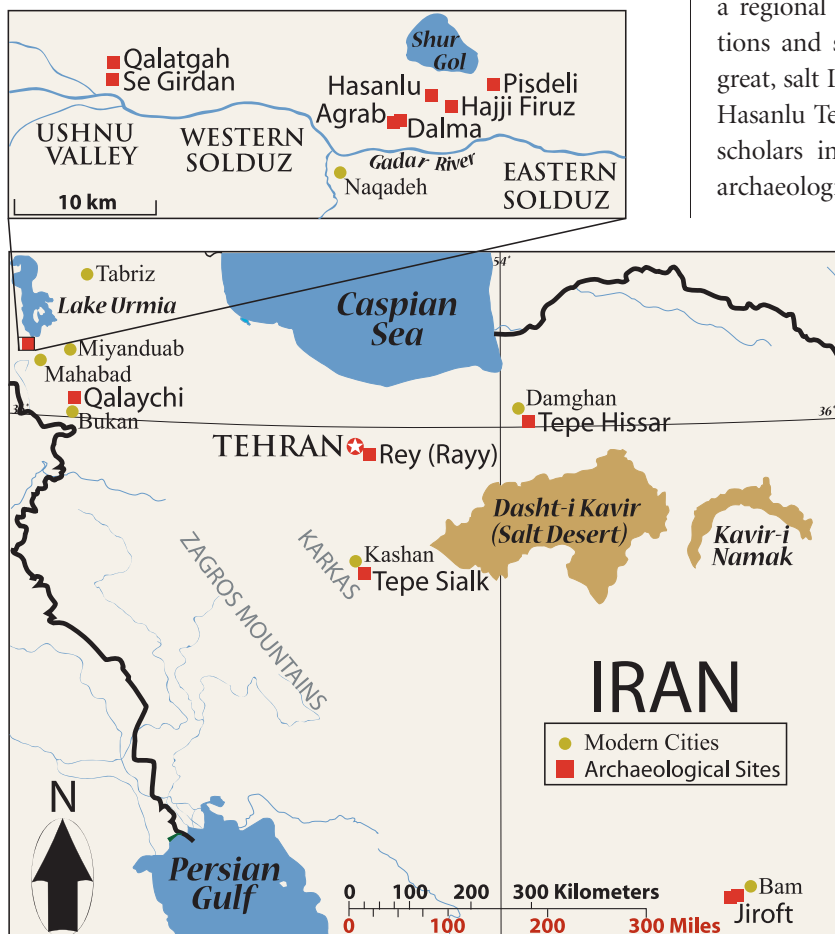 a regional
tions and s
great, salt L
Hasanlu Te
scholars in
archaeologi
Qalatgah
Se Girdan
Shur
Gol
Hasanlu
Pisdeli
Agrab
Hajji Firuz
Dalma
USHNU
VALLEY
WESTERN
SOLDUZ
Gadar River
EASTERN
SOLDUZ
Naqadeh
10 km
54°
Tabriz
Lake Urmia
Caspian
Sea
Miyanduab
Mahabad
Qalaychi
36°
Bukan
Damghan
36°
Tepe Hissar
TEHRAN
Rey (Rayy)
Dasht-i Kavir
(Salt Desert)
Kavir-i
Namak
KARKAS
Kashan
Tepe Sialk
ZAGROS MOUNTAINS
IRAN
Modern Cities
Archaeological Sites
N
Persian
Gulf
0 100 200 300 Kilometers
0 100 200 300 Miles
Bam
Jiroft